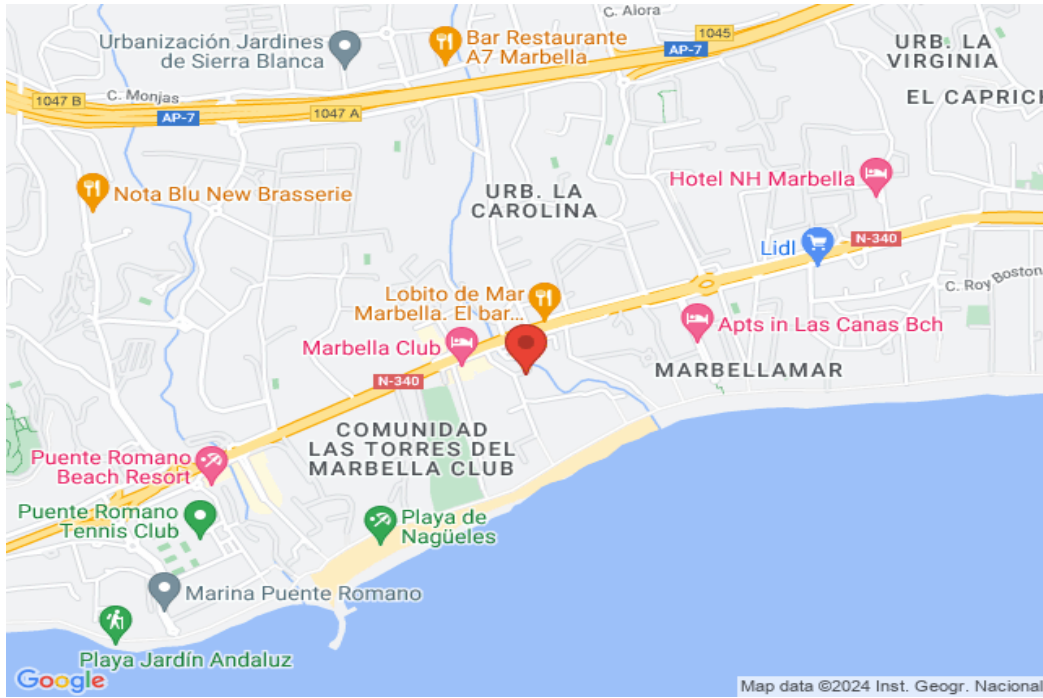 C. Alora
Urbanización Jardines
de Sierra Blanca
Bar Restaurante
A7 Marbella
1045
URB. LA
VIRGINIA
AP-7
1047 B
C. Monjas
AP-7
1047 A
EL CAPRICH
Nota Blu New Brasserie
URB. LA
CAROLINA
Hotel NH Marbella
Lidl
N-340
C. Roy Boston
Lobito de Mar
Marbella. El bar...
Apts in Las Canas Bch
Marbella Club
N-340
MARBELLAMAR
COMUNIDAD
LAS TORRES DEL
MARBELLA CLUB
Puente Romano
Beach Resort
Puente Romano
Tennis Club
Playa de
Nagüeles
Marina Puente Romano
Playa Jardín Andaluz
Google
Map data ©2024 Inst. Geogr. Nacional